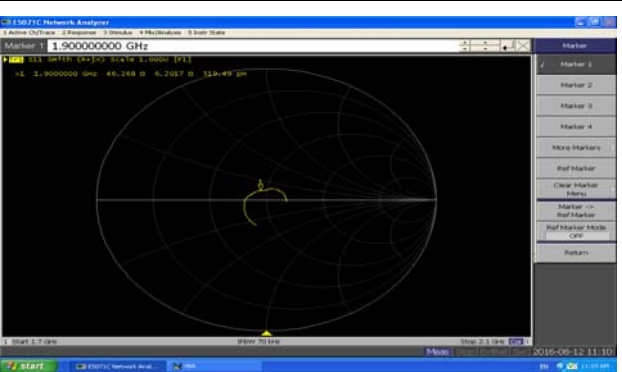 E5071C Network Analyzer
1 Active Ch/Trace 2 Response 3 Stimulus 4 Mkr/Analysis 5 Instr State
Marker 1 1.900000000 GHz
Tr1 S11 Smith (R+jX) Scale 1.000U [F1]
>1 1.9000000 GHz 46.268 Ω 6.2017 Ω 519.49 pH
1
Marker
Marker 1
Marker 2
Marker 3
Marker 4
More Markers
Ref Marker
Clear Marker
Menu
Marker ->
Ref Marker
Ref Marker Mode
OFF
Return
1 Start 1.7 GHz IFBW 70 kHz Stop 2.1 GHz Cor
Meas 2016-08-12 11:10
start E5071C Network Anal... EN